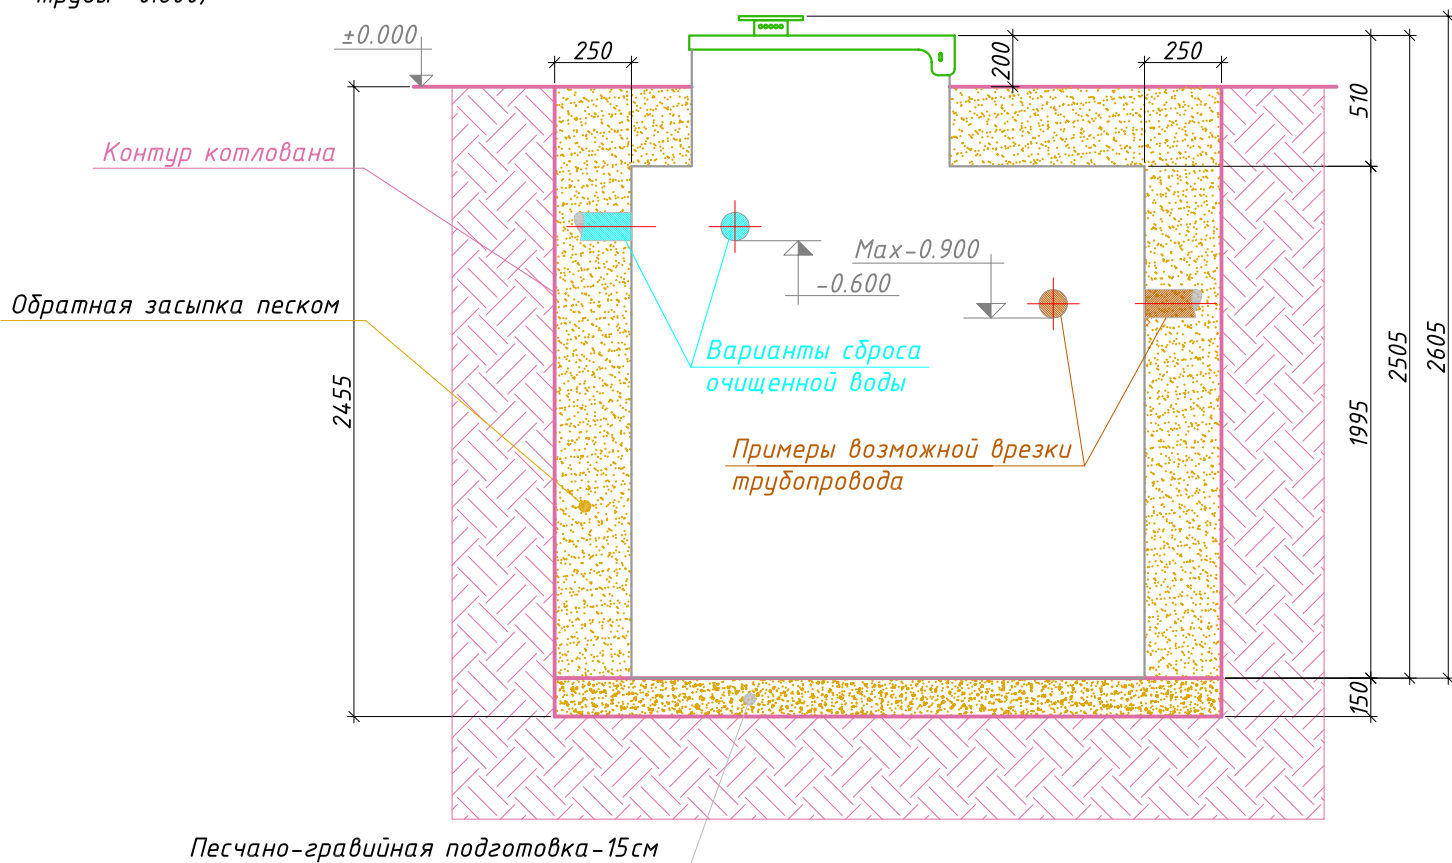 ±0.000
250
200
250
510
Контур котлована
Max-0.900
-0.600
Обратная засыпка песком
Варианты сброса
очищенной воды
2455
2505
2605
1995
Примеры возможной врезки
трубопровода
150
Песчано-гравийная подготовка-15см